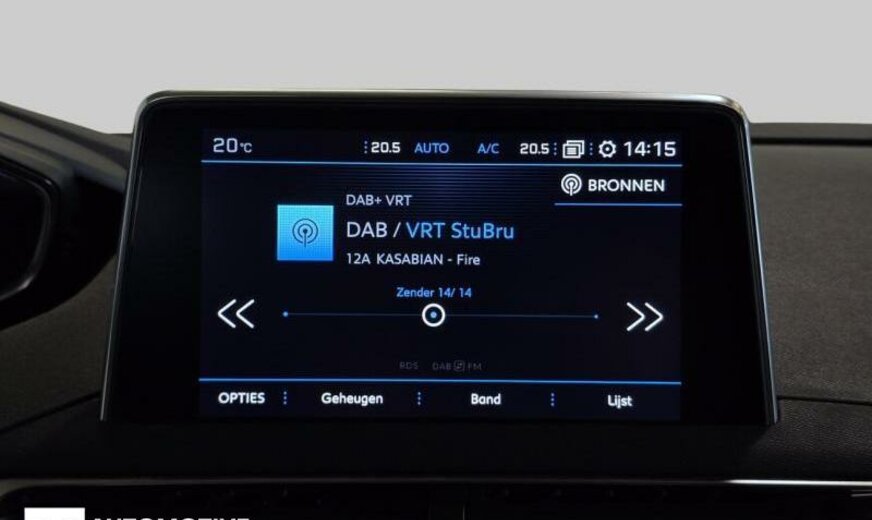 20°C 20.5 AUTO A/C 20.5 14:15
BRONNEN
DAB+ VRT
DAB / VRT StuBru
12A KASABIAN - Fire
Zender 14/ 14
RDS DAB FM
OPTIES Geheugen Band Lijst
AUTOMOTIVE